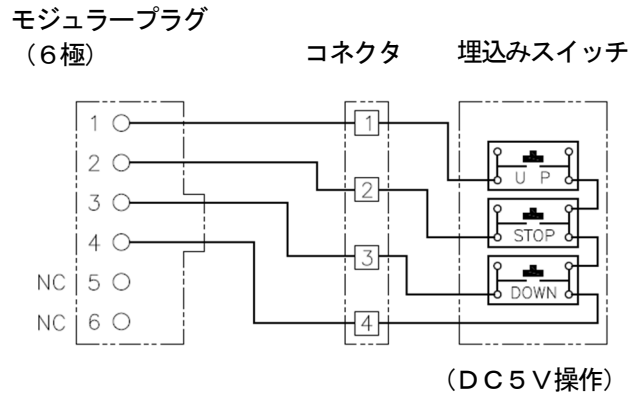 モジュラープラグ
（６極） コネクタ 埋込みスイッチ
1 1
2 UP
3 2
4 STOP
3
NC 5 DOWN
NC 6 4
（ＤＣ５Ｖ操作）